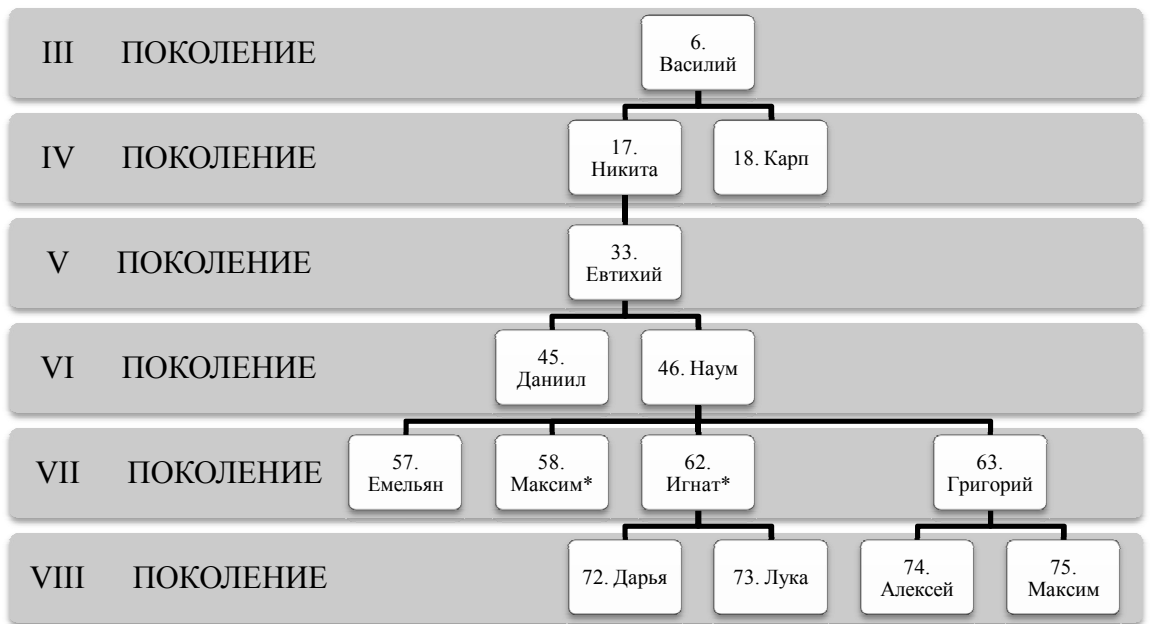 III ПОКОЛЕНИЕ
6.
Василий
IV ПОКОЛЕНИЕ
17.
Никита
18. Карп
V ПОКОЛЕНИЕ
33.
Евтихий
VI ПОКОЛЕНИЕ
45.
Даниил
46. Наум
VII ПОКОЛЕНИЕ
57.
Емельян
58.
Максим*
62.
Игнат*
63.
Григорий
VIII ПОКОЛЕНИЕ
72. Дарья
73. Лука
74.
Алексей
75.
Максим